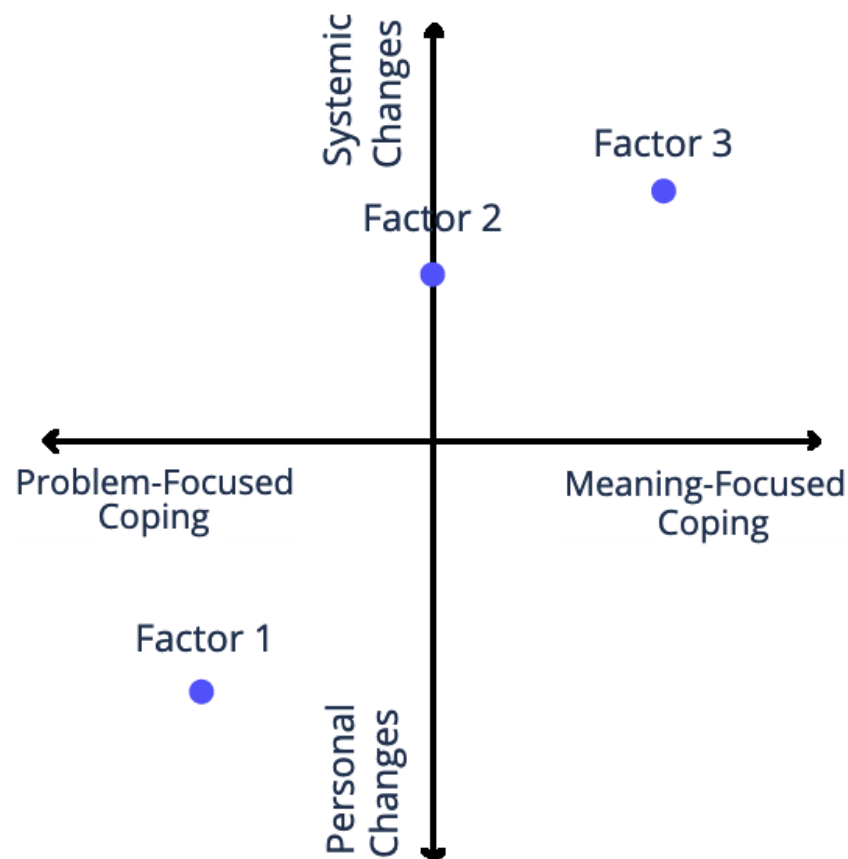 Systemic
Changes
Factor 3
Factor 2
Problem-Focused
Coping
Meaning-Focused
Coping
Factor 1
Personal
Changes